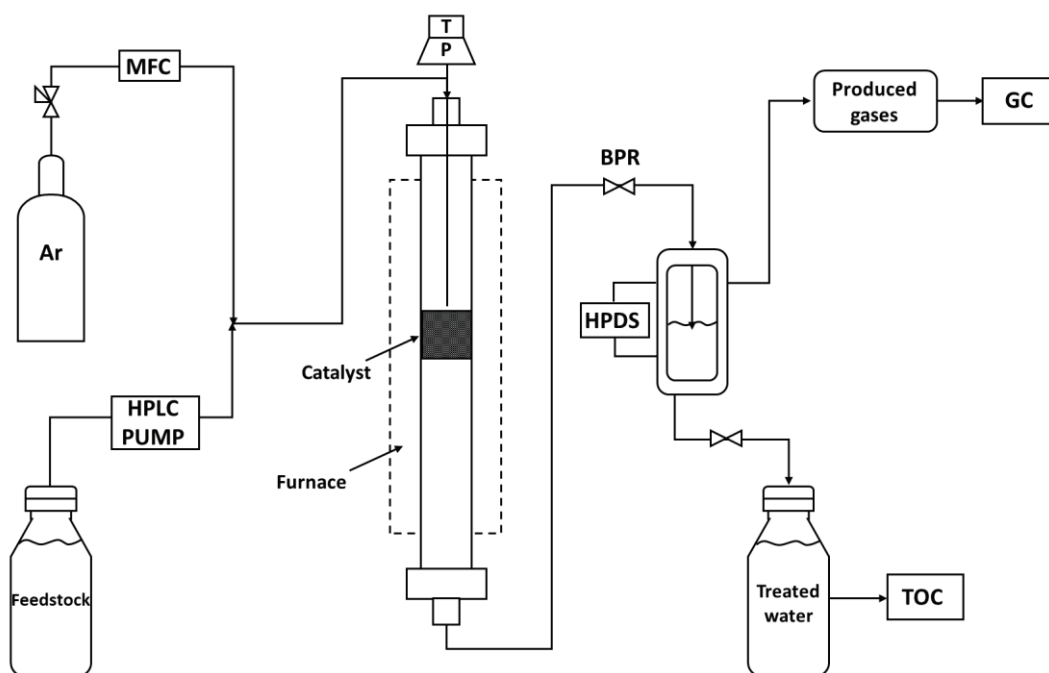 T
P
MFC
Produced
gases
GC
BPR
Ar
HPDS
Catalyst
HPLC
PUMP
Furnace
Feedstock
Treated
water
TOC